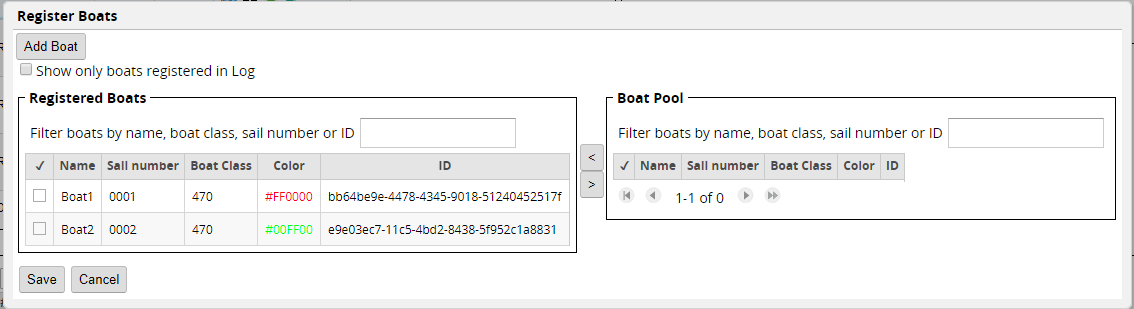 Register Boats
Add Boat
Show only boats registered in Log
Registered Boats
Filter boats by name, boat class, sail number or ID
✓ Name Sail number Boat Class Color ID
Boat1 0001 470 #FF0000 bb64be9e-4478-4345-9018-51240452517f
Boat2 0002 470 #00FF00 e9e03ec7-11c5-4bd2-8438-5f952c1a8831
<
>
Boat Pool
Filter boats by name, boat class, sail number or ID
✓ Name Sail number Boat Class Color ID
1-1 of 0
Save Cancel